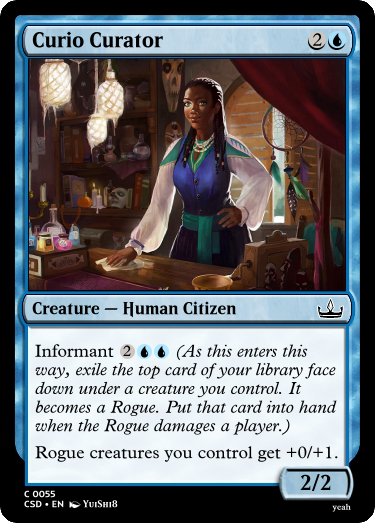 Curio Curator 2
Creature — Human Citizen
Informant 2 (As this enters this
way, exile the top card of your library face
down under a creature you control. It
becomes a Rogue. Put that card into hand
when the Rogue damages a player.)
Rogue creatures you control get +0/+1.
2/2
C 0055
CSD • EN YuiShi8
yeah